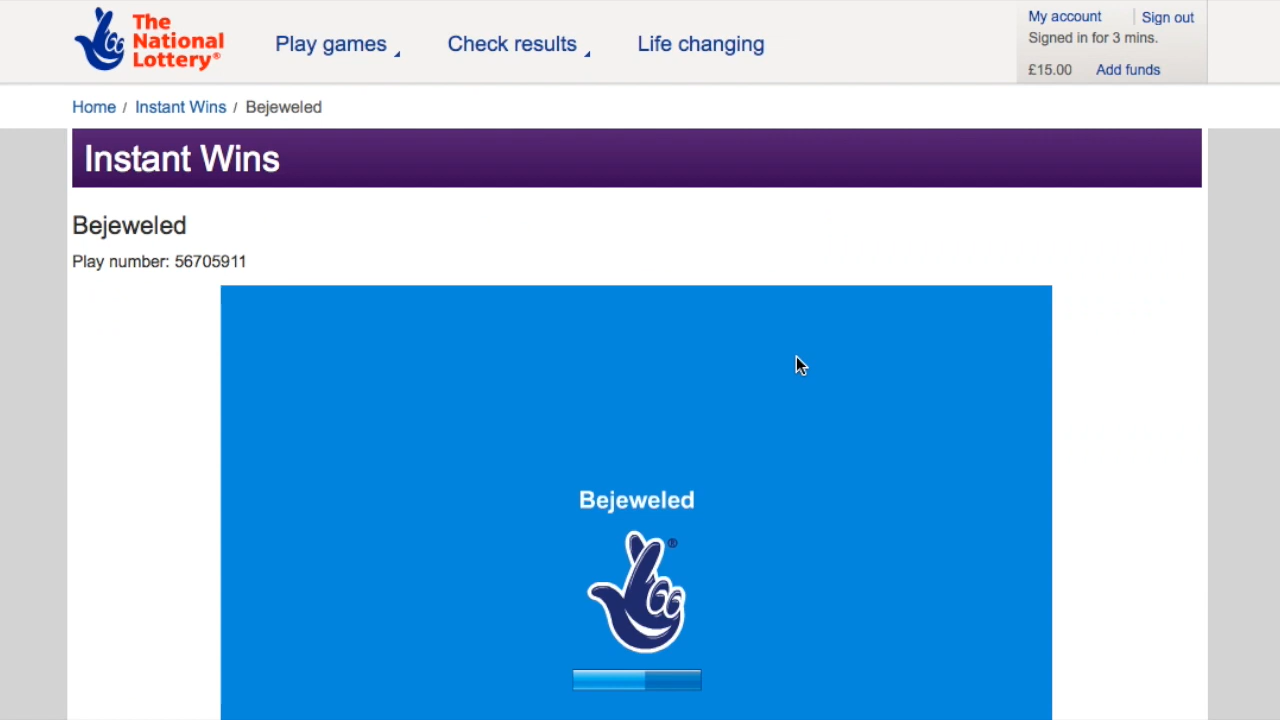 The National Lottery®
Play games
Check results
Life changing
My account
Sign out
Signed in for 3 mins.
£15.00
Add funds
Home / Instant Wins / Bejeweled
Instant Wins
Bejeweled
Play number: 56705911
Bejeweled
®